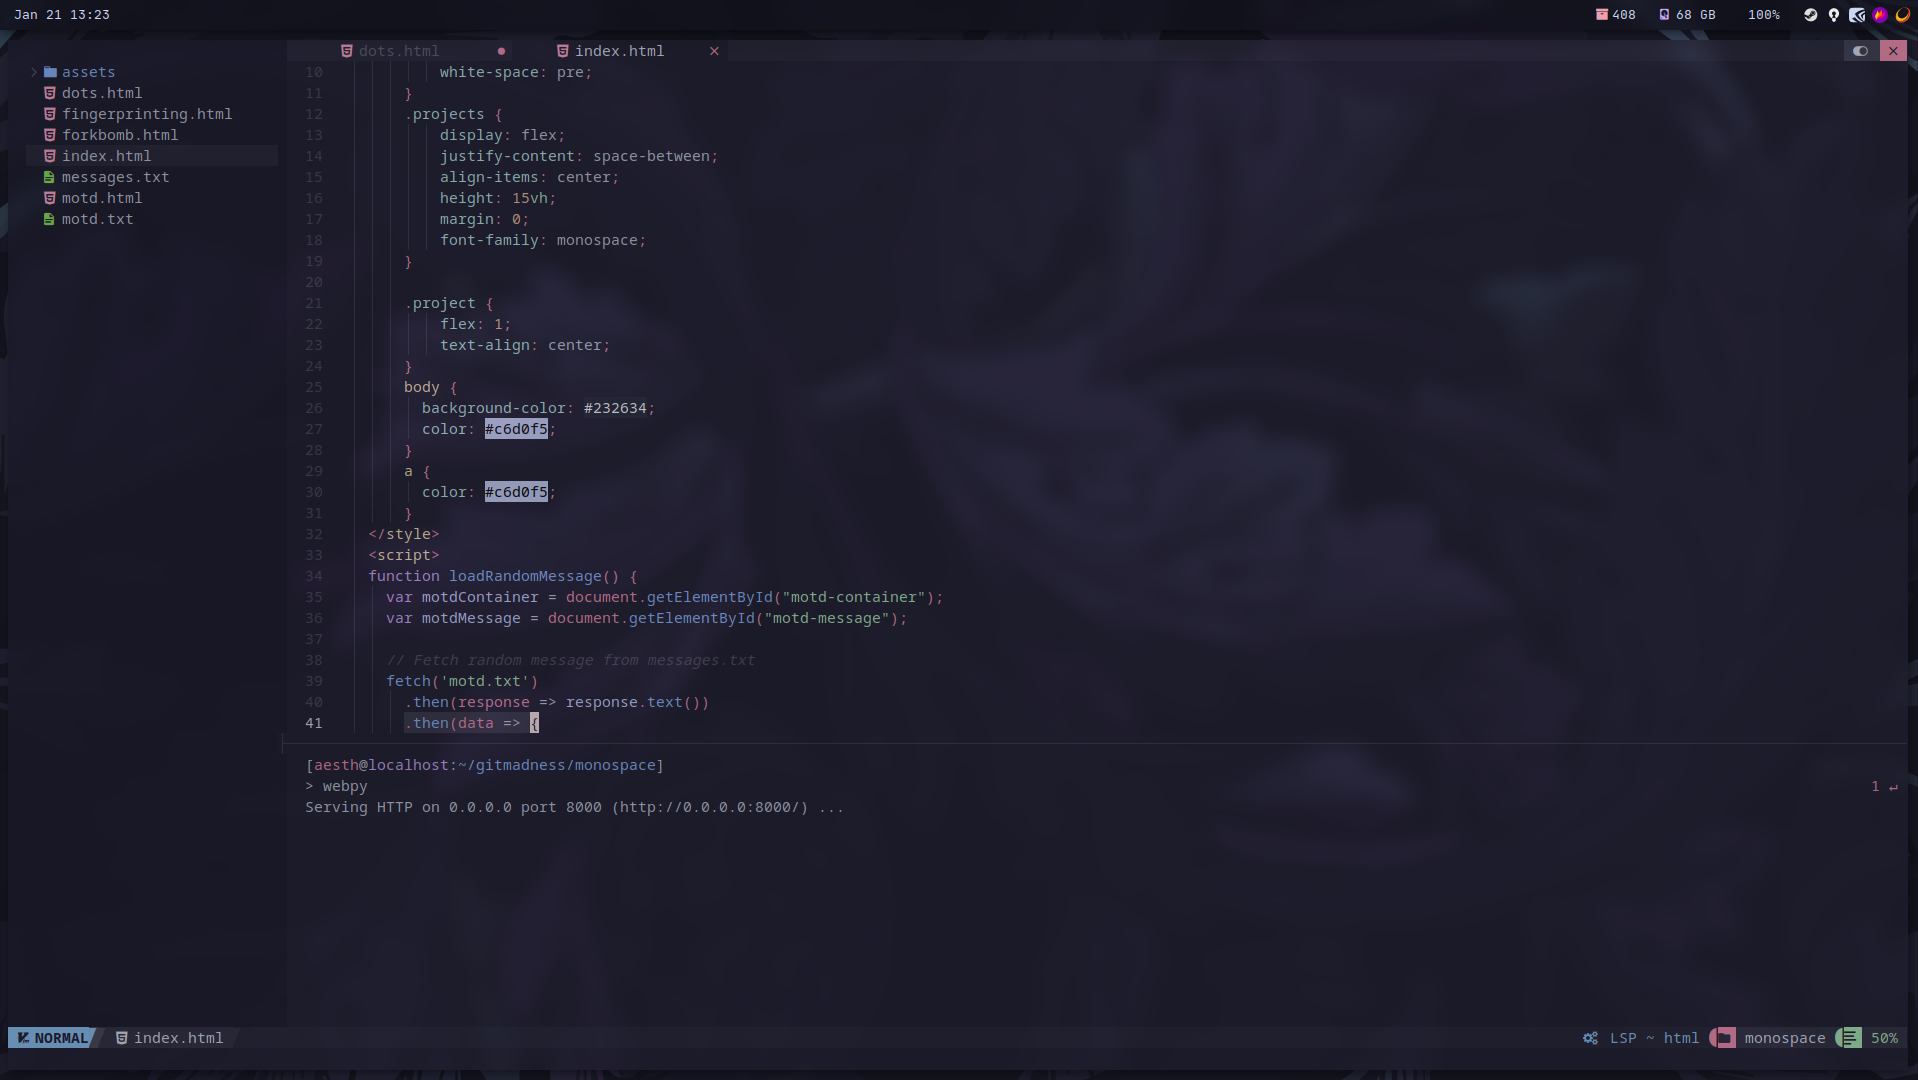 Jan 21 13:23
408 68 GB 100%
dots.html index.html
assets
dots.html
fingerprinting.html
forkbomb.html
index.html
messages.txt
motd.html
motd.txt
10 white-space: pre;
11 }
12 .projects {
13 display: flex;
14 justify-content: space-between;
15 align-items: center;
16 height: 15vh;
17 margin: 0;
18 font-family: monospace;
19 }
20
21 .project {
22 flex: 1;
23 text-align: center;
24 }
25 body {
26 background-color: #232634;
27 color: #c6d0f5;
28 }
29 a {
30 color: #c6d0f5;
31 }
32 </style>
33 <script>
34 function loadRandomMessage() {
35 var motdContainer = document.getElementById("motd-container");
36 var motdMessage = document.getElementById("motd-message");
37
38 // Fetch random message from messages.txt
39 fetch('motd.txt')
40 .then(response => response.text())
41 .then(data => {
[aesth@localhost:~/gitmadness/monospace]
> webpy 1 ↵
Serving HTTP on 0.0.0.0 port 8000 (http://0.0.0.0:8000/) ...
NORMAL index.html LSP ~ html monospace 50%